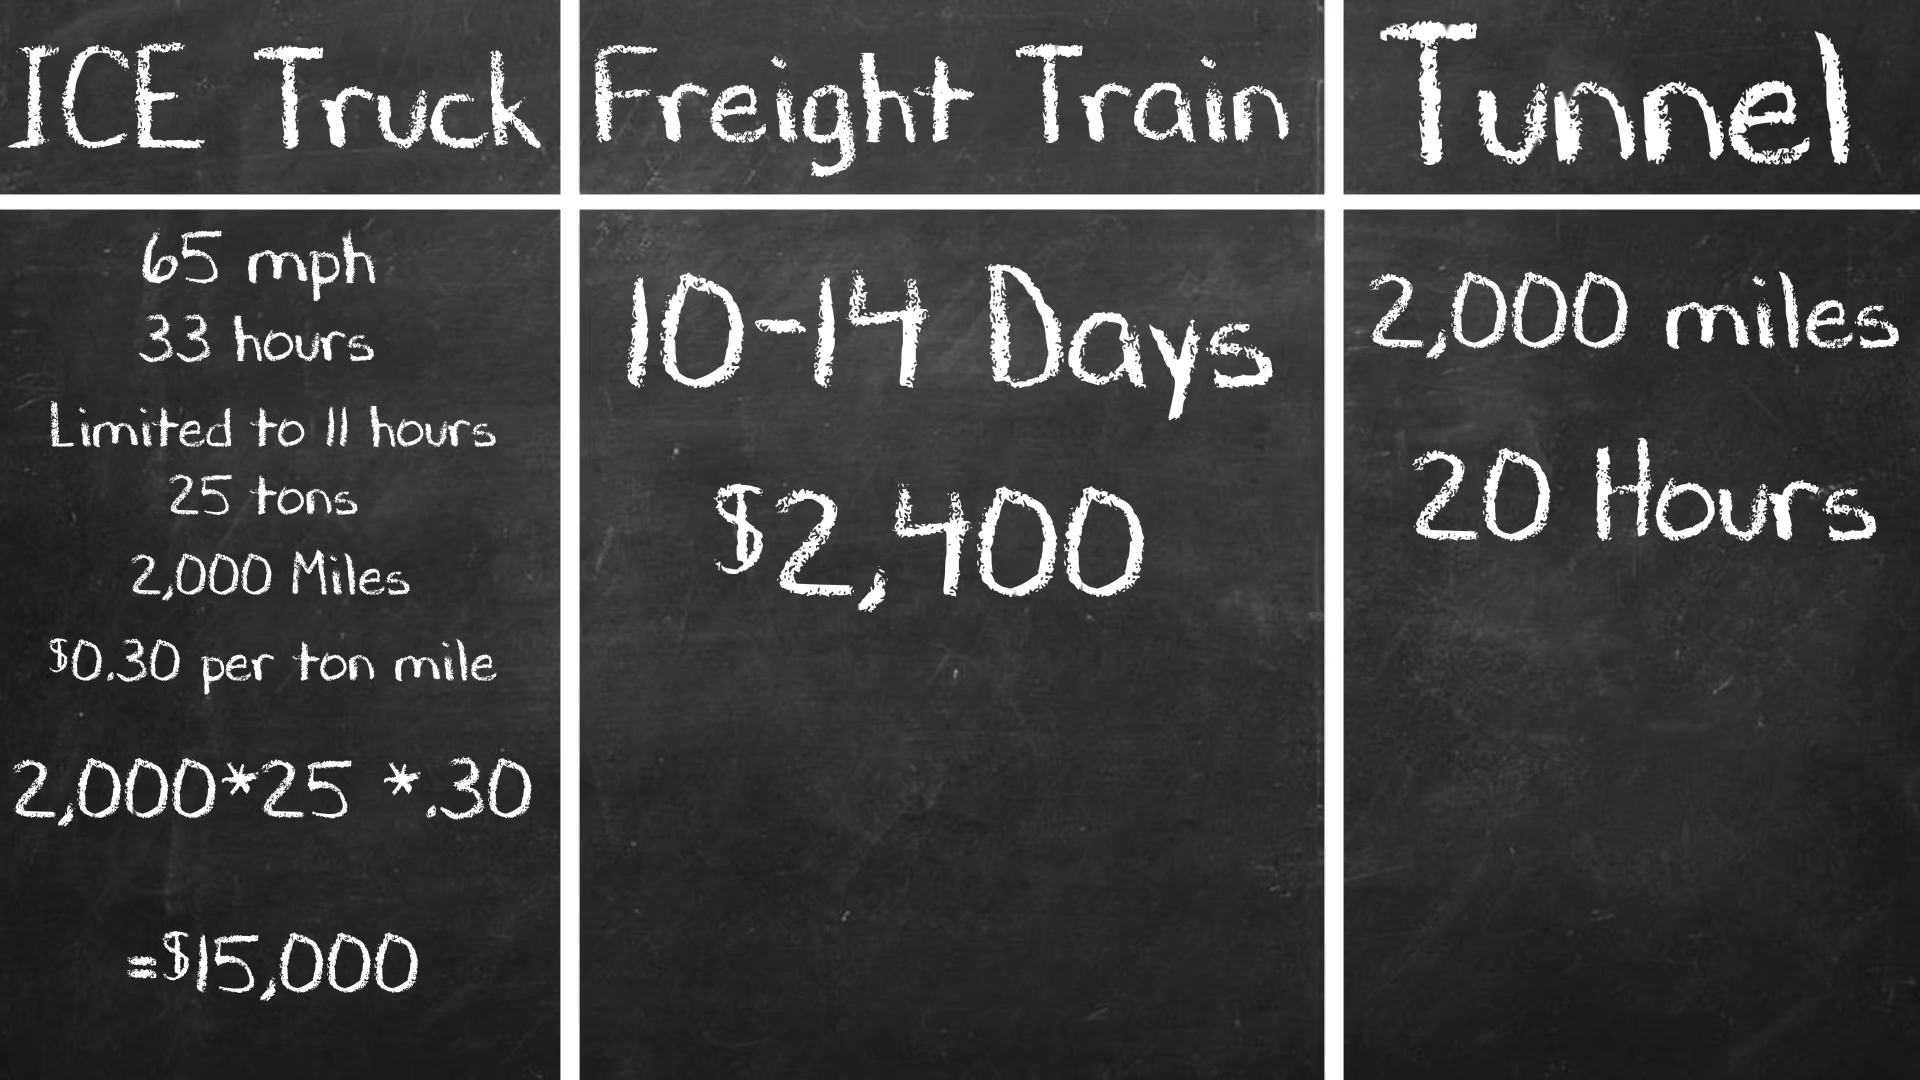 ICE Truck
65 mph
33 hours
Limited to 11 hours
25 tons
2,000 Miles
$0.30 per ton mile
2,000*25 *.30
=$15,000
Freight Train
10-14 Days
$2,400
Tunnel
2,000 miles
20 Hours